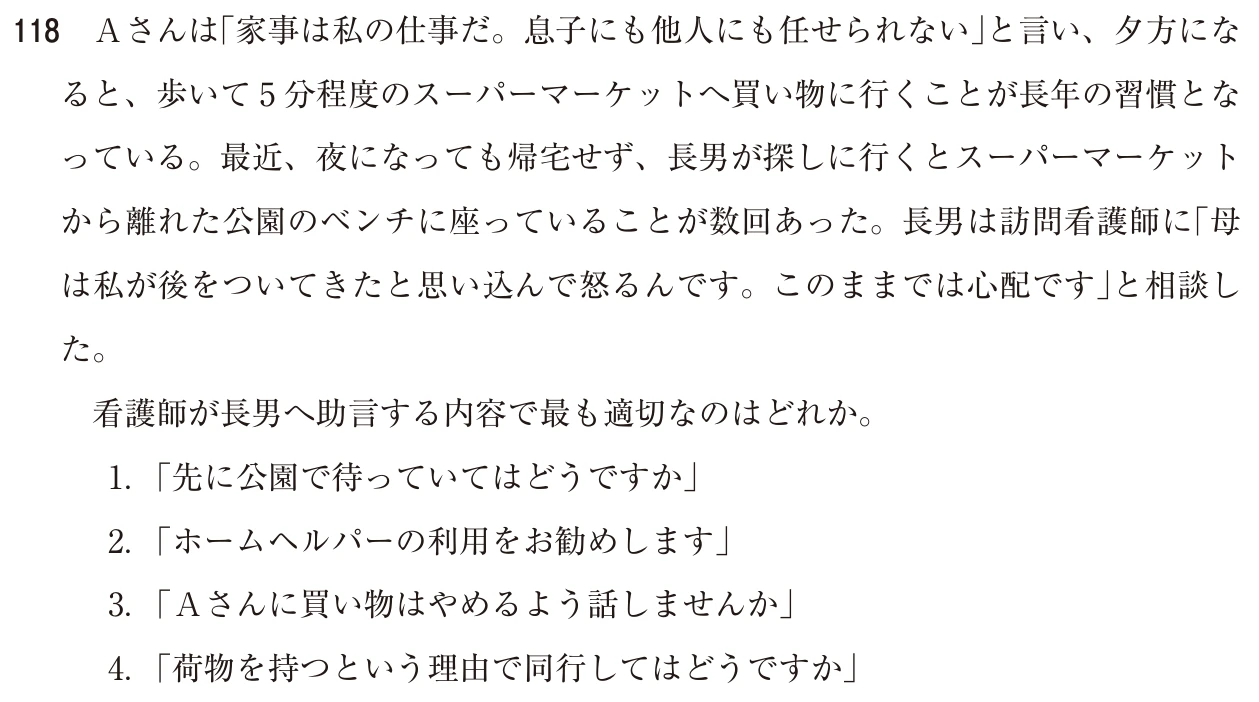 118　Ａさんは「家事は私の仕事だ。息子にも他人にも任せられない」と言い、夕方にな
ると、歩いて５分程度のスーパーマーケットへ買い物に行くことが長年の習慣とな
っている。最近、夜になっても帰宅せず、長男が探しに行くとスーパーマーケット
から離れた公園のベンチに座っていることが数回あった。長男は訪問看護師に「母
は私が後をついてきたと思い込んで怒るんです。このままでは心配です」と相談し
た。
看護師が長男へ助言する内容で最も適切なのはどれか。
1. 「先に公園で待っていてはどうですか」
2. 「ホームヘルパーの利用をお勧めします」
3. 「Ａさんに買い物はやめるよう話しませんか」
4. 「荷物を持つという理由で同行してはどうですか」